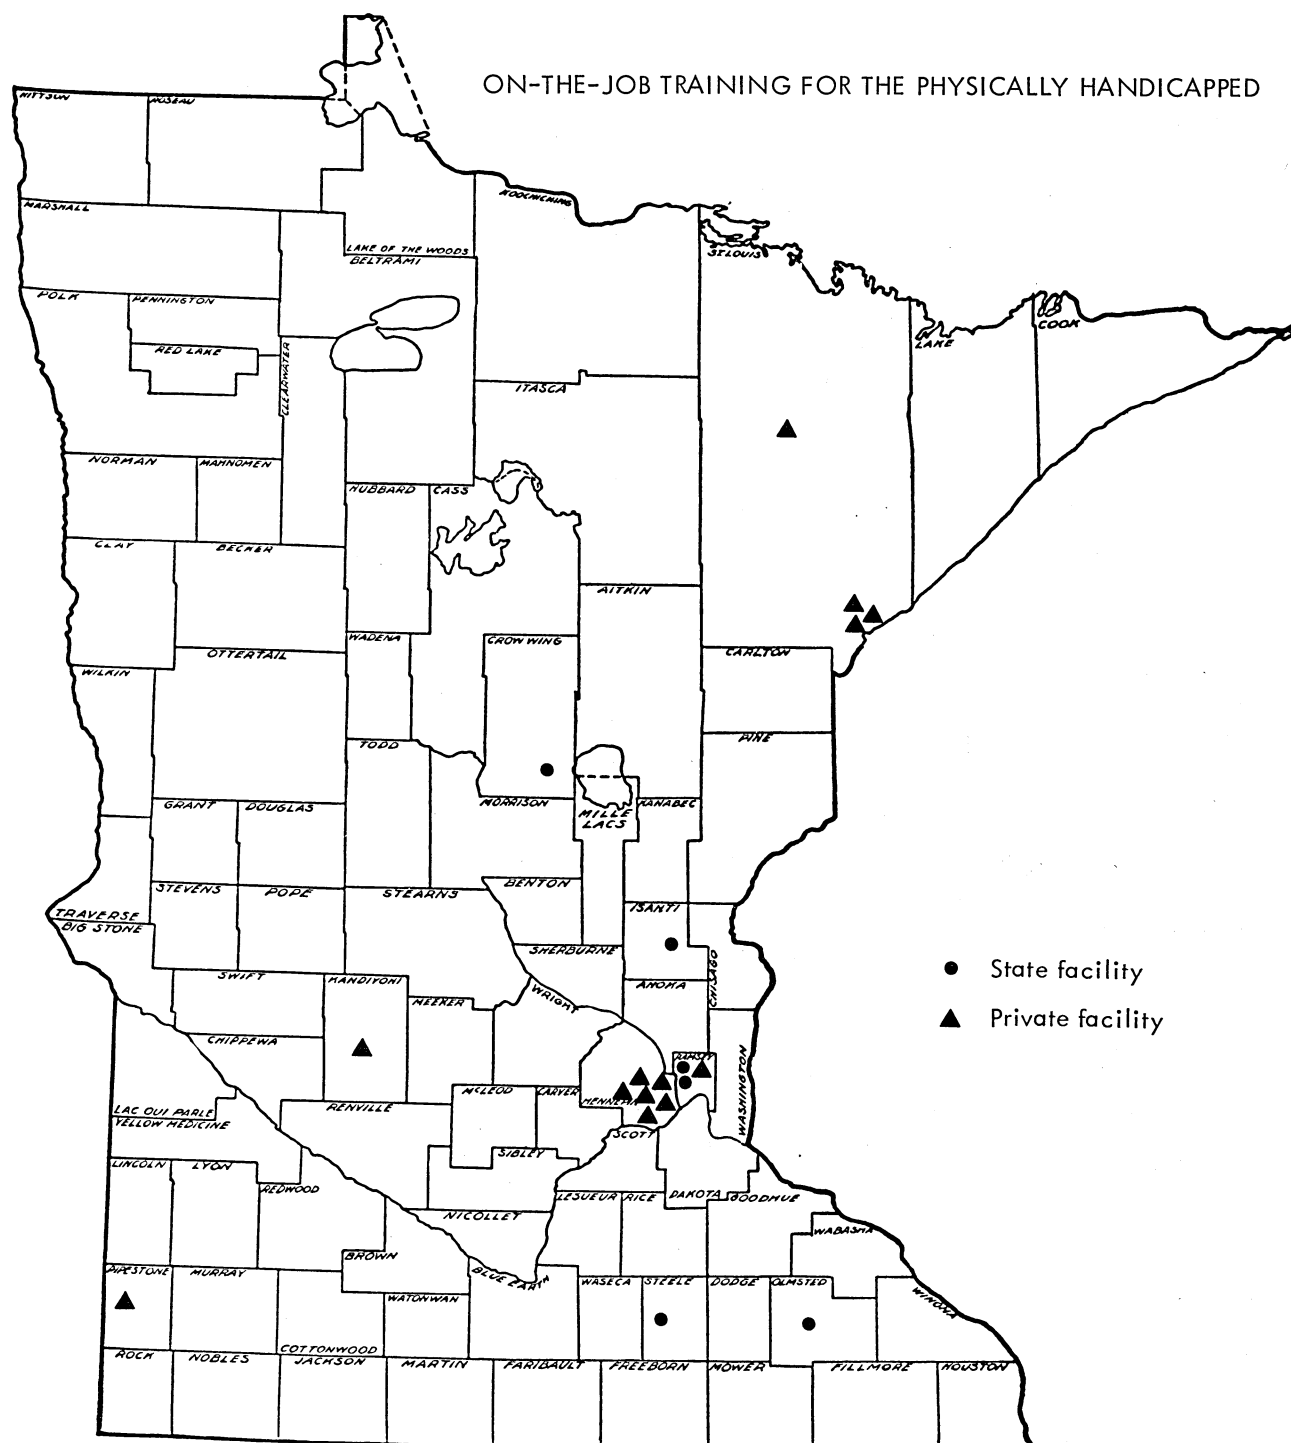 ON-THE-JOB TRAINING FOR THE PHYSICALLY HANDICAPPED
KITTSON
ROSEAU
KOOCHICHING
MARSHALL
LAKE OF THE WOODS
BELTRAMI
ST. LOUIS
POLK
PENNINGTON
COOK
LAKE
RED LAKE
CLEARWATER
ITASCA
NORMAN
MAHNOMEN
HUBBARD
CASS
CLAY
BECKER
AITKIN
WADENA
CROW WING
OTTERTAIL
CARLTON
WILKIN
TODD
PINE
GRANT
DOUGLAS
MORRISON
KANABEC
MILLE
LACS
STEVENS
POPE
STEARNS
BENTON
ISANTI
TRAVERSE
BIG STONE
SHERBURNE
CHISAGO
State facility
SWIFT
KANDIYOHI
MEEKER
WRIGHT
ANOKA
Private facility
CHIPPEWA
RAMSEY
WASHINGTON
MCLEOD
CARVER
HENNEPIN
RENVILLE
LAC QUI PARLE
YELLOW MEDICINE
SCOTT
SIBLEY
LINCOLN
LYON
REDWOOD
LESUEUR
RICE
DAKOTA
GOODHUE
NICOLLET
WABASHA
BROWN
PIPESTONE
MURRAY
BLUE EARTH
WASECA
STEELE
DODGE
OLMSTED
WINONA
WATONWAN
COTTONWOOD
ROCK
NOBLES
JACKSON
MARTIN
FARIBAULT
FREEBORN
MOWER
FILLMORE
HOUSTON